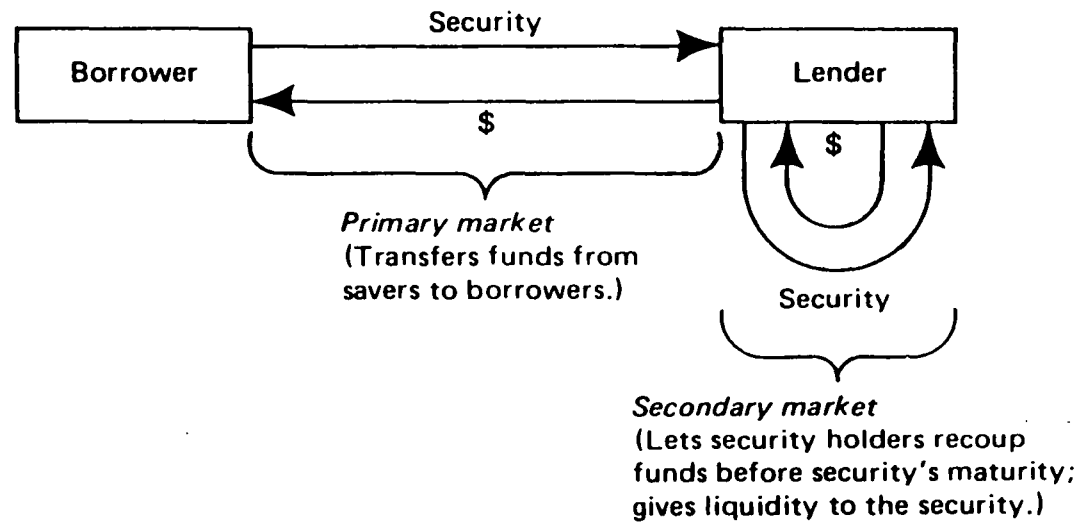 Security
Borrower
Lender
$
$
Primary market
(Transfers funds from
savers to borrowers.)
Security
Secondary market
(Lets security holders recoup
funds before security's maturity;
gives liquidity to the security.)